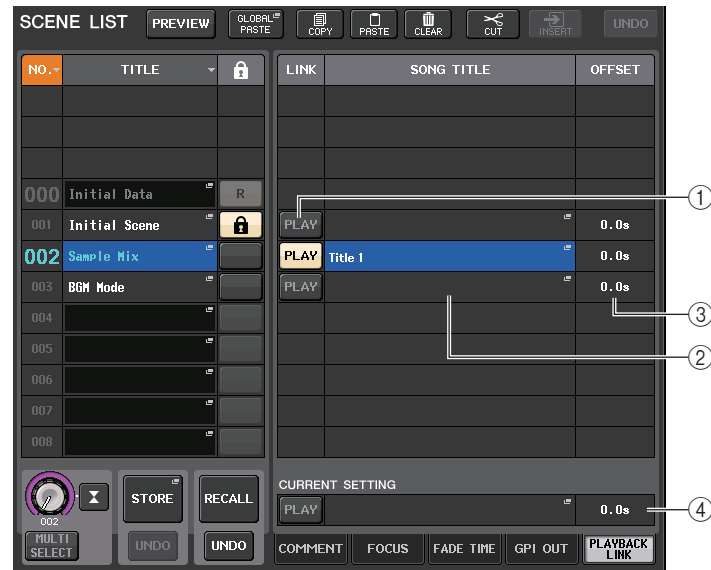 SCENE LIST PREVIEW GLOBAL PASTE COPY PASTE CLEAR CUT INSERT UNDO
NO. TITLE LINK SONG TITLE OFFSET
000 Initial Data R
001 Initial Scene PLAY 0.0s
002 Sample Mix PLAY Title 1 0.0s
003 BGM Mode PLAY 0.0s
004
005
006
007
008
1
3
2
002
MULTI SELECT
STORE
UNDO
RECALL
UNDO
CURRENT SETTING
PLAY 0.0s
4
COMMENT FOCUS FADE TIME GPI OUT PLAYBACK LINK